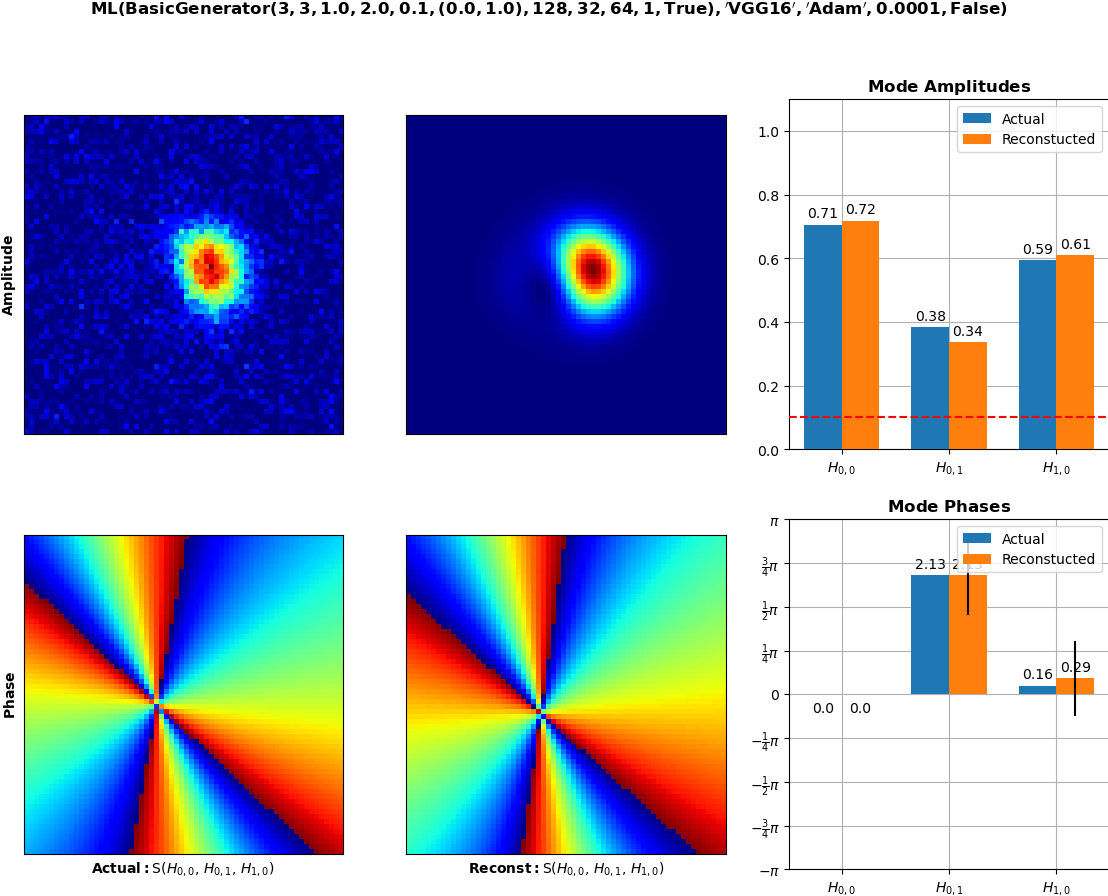 ML(BasicGenerator(3, 3, 1.0, 2.0, 0.1, (0.0, 1.0), 128, 32, 64, 1, True), ′VGG16′, ′Adam′, 0.0001, False)
Amplitude
Mode Amplitudes
Actual
Reconstucted
1.0
0.8
0.6
0.4
0.2
0.0
0.71 0.72
0.38 0.34
0.59 0.61
H0,0 H0,1 H1,0
Phase
Mode Phases
Actual
Reconstucted
π
3/4π
1/2π
1/4π
0
−1/4π
−1/2π
−3/4π
−π
0.0 0.0
2.13
0.16 0.29
H0,0 H0,1 H1,0
Actual: S(H0,0, H0,1, H1,0)
Reconst: S(H0,0, H0,1, H1,0)